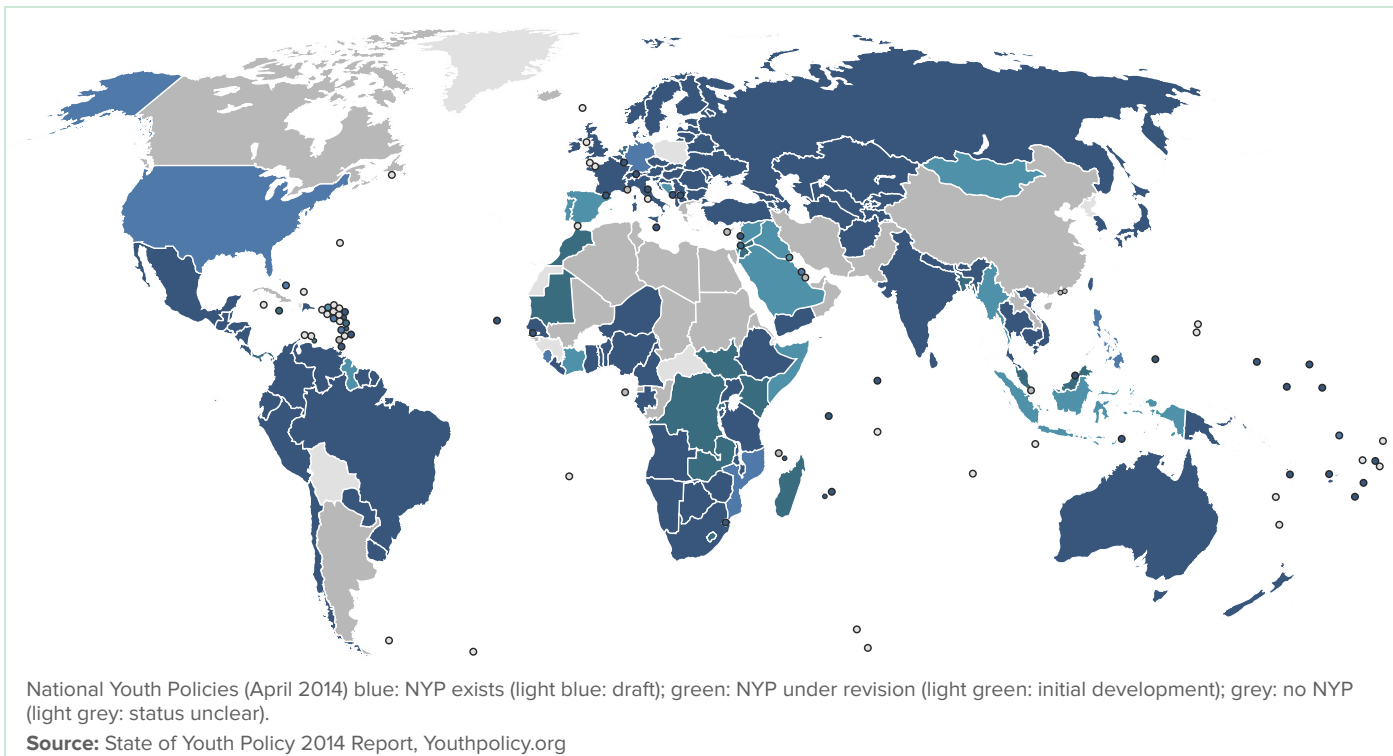 National Youth Policies (April 2014) blue: NYP exists (light blue: draft); green: NYP under revision (light green: initial development); grey: no NYP
(light grey: status unclear).
Source: State of Youth Policy 2014 Report, Youthpolicy.org